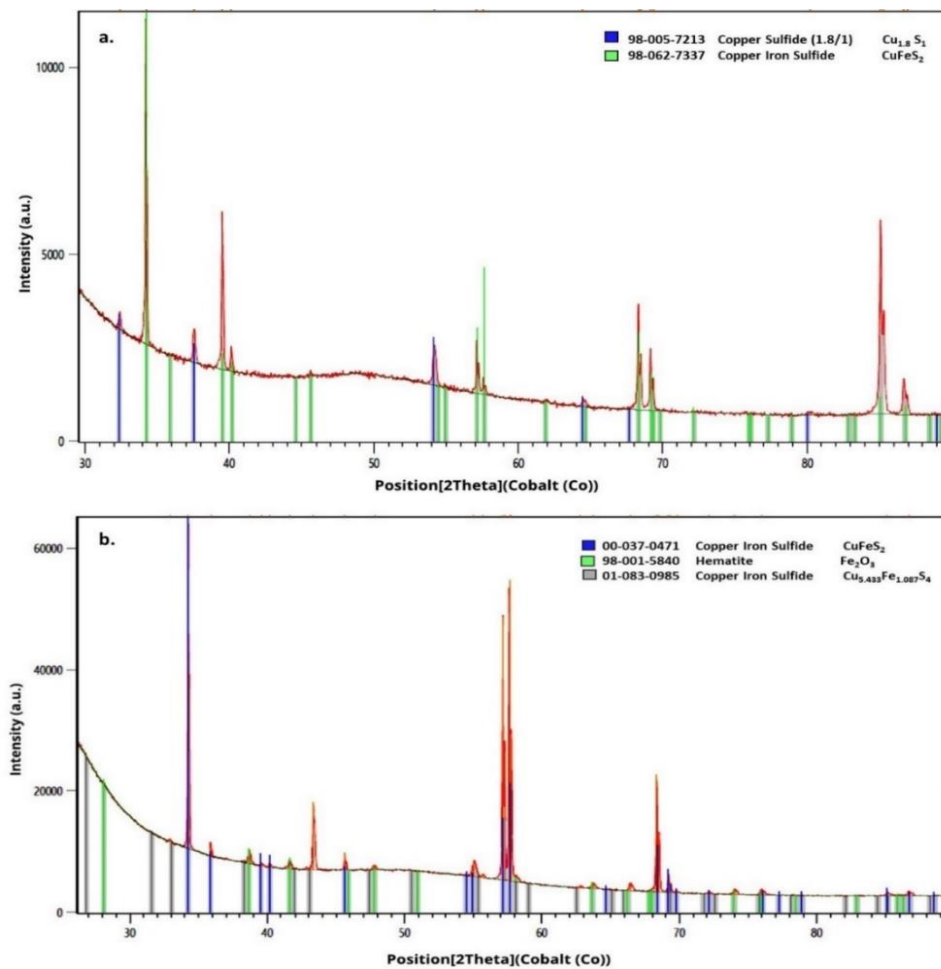 a.
98-005-7213 Copper Sulfide (1.8/1) Cu1.8 S1
98-062-7337 Copper Iron Sulfide CuFeS2
10000
5000
0
Intensity (a.u.)
30 40 50 60 70 80
Position[2Theta](Cobalt (Co))
b.
00-037-0471 Copper Iron Sulfide CuFeS2
98-001-5840 Hematite Fe2O3
01-083-0985 Copper Iron Sulfide Cu5.433Fe1.087S4
60000
40000
20000
0
Intensity (a.u.)
30 40 50 60 70 80
Position[2Theta](Cobalt (Co))